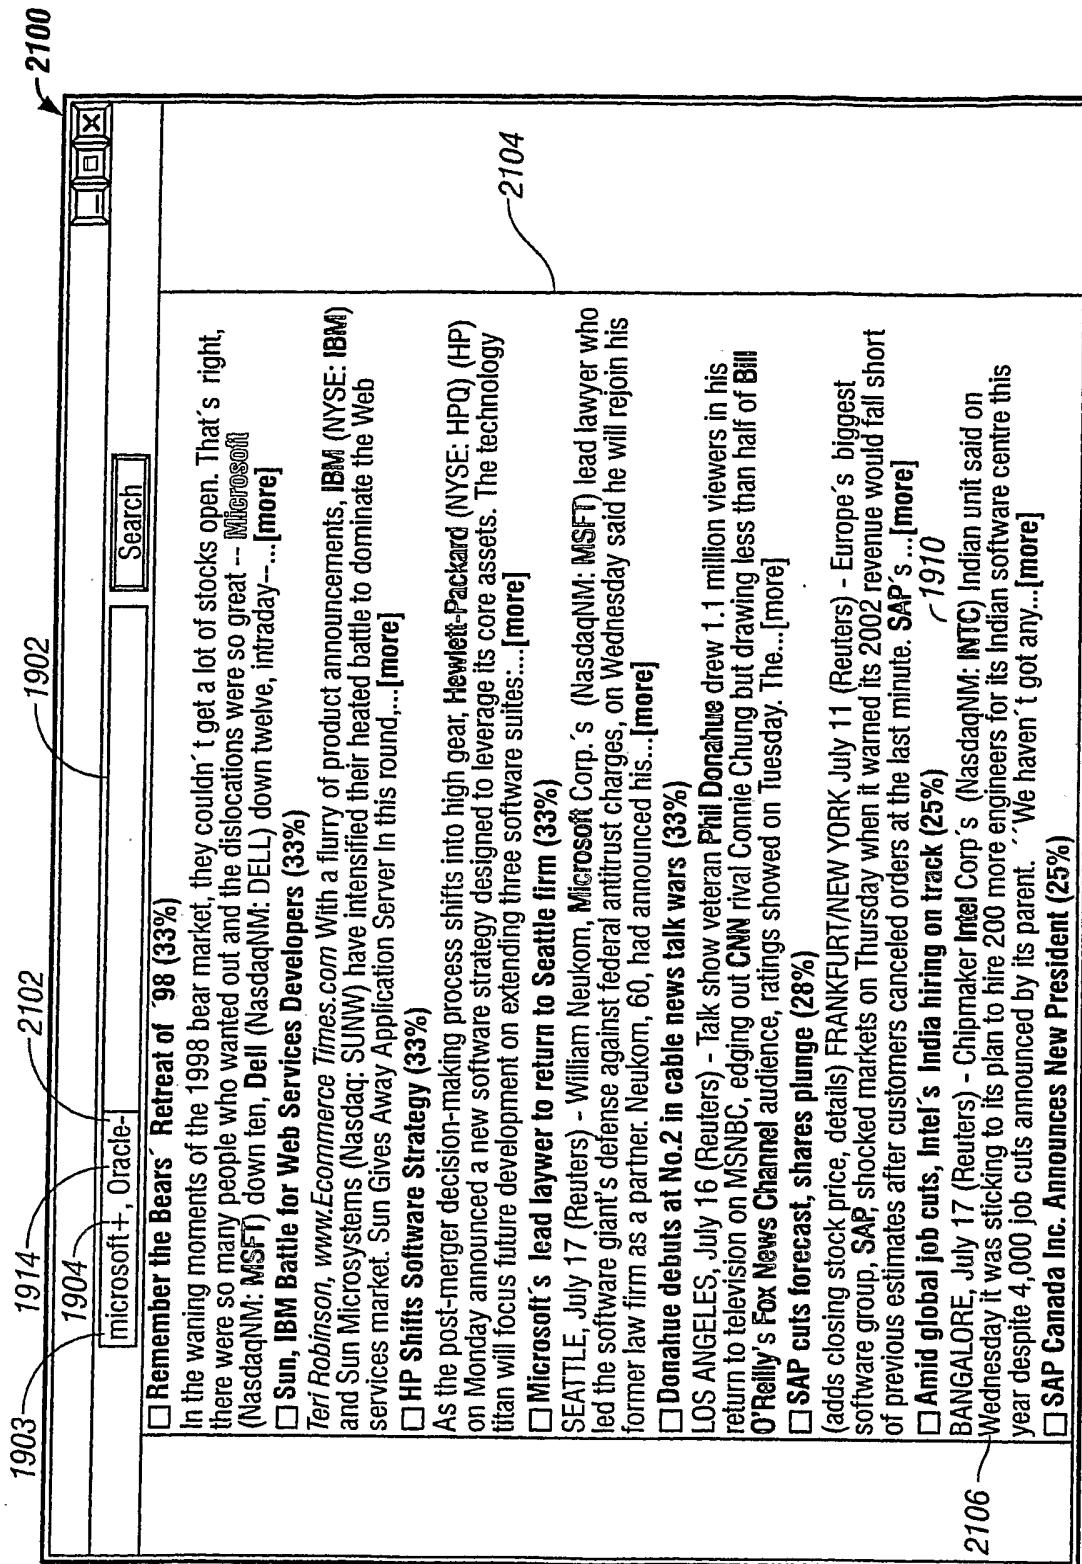 2100
1902
2102
1914
1904
1903
microsoft+, Oracle-
Search
☐ Remember the Bears´ Retreat of ´98 (33%)
In the waning moments of the 1998 bear market, they couldn´t get a lot of stocks open. That´s right,
there were so many people who wanted out and the dislocations were so great -- Microsoft
(NasdaqNM: MSFT) down ten, Dell (NasdaqNM: DELL) down twelve, intraday--...[more]
☐ Sun, IBM Battle for Web Services Developers (33%)
Teri Robinson, www.Ecommerce Times.com With a flurry of product announcements, IBM (NYSE: IBM)
and Sun Microsystems (Nasdaq: SUNW) have intensified their heated battle to dominate the Web
services market. Sun Gives Away Application Server In this round,...[more]
☐ HP Shifts Software Strategy (33%)
As the post-merger decision-making process shifts into high gear, Hewlett-Packard (NYSE: HPQ) (HP)
on Monday announced a new software strategy designed to leverage its core assets. The technology
titan will focus future development on extending three software suites:...[more]
☐ Microsoft´s lead laywer to return to Seattle firm (33%)
SEATTLE, July 17 (Reuters) - William Neukom, Microsoft Corp.´s (NasdaqNM: MSFT) lead lawyer who
led the software giant's defense against federal antitrust charges, on Wednesday said he will rejoin his
former law firm as a partner. Neukom, 60, had announced his...[more]
☐ Donahue debuts at No.2 in cable news talk wars (33%)
LOS ANGELES, July 16 (Reuters) - Talk show veteran Phil Donahue drew 1.1 million viewers in his
return to television on MSNBC, edging out CNN rival Connie Chung but drawing less than half of Bill
O'Reilly's Fox News Channel audience, ratings showed on Tuesday. The...[more]
☐ SAP cuts forecast, shares plunge (28%)
(adds closing stock price, details) FRANKFURT/NEW YORK July 11 (Reuters) - Europe´s biggest
software group, SAP, shocked markets on Thursday when it warned its 2002 revenue would fall short
of previous estimates after customers canceled orders at the last minute. SAP´s ...[more]
☐ Amid global job cuts, Intel´s India hiring on track (25%)
BANGALORE, July 17 (Reuters) - Chipmaker Intel Corp´s (NasdaqNM: INTC) Indian unit said on
Wednesday it was sticking to its plan to hire 200 more engineers for its Indian software centre this
year despite 4,000 job cuts announced by its parent. ´´We haven´t got any...[more]
☐ SAP Canada Inc. Announces New President (25%)
2104
1910
2106